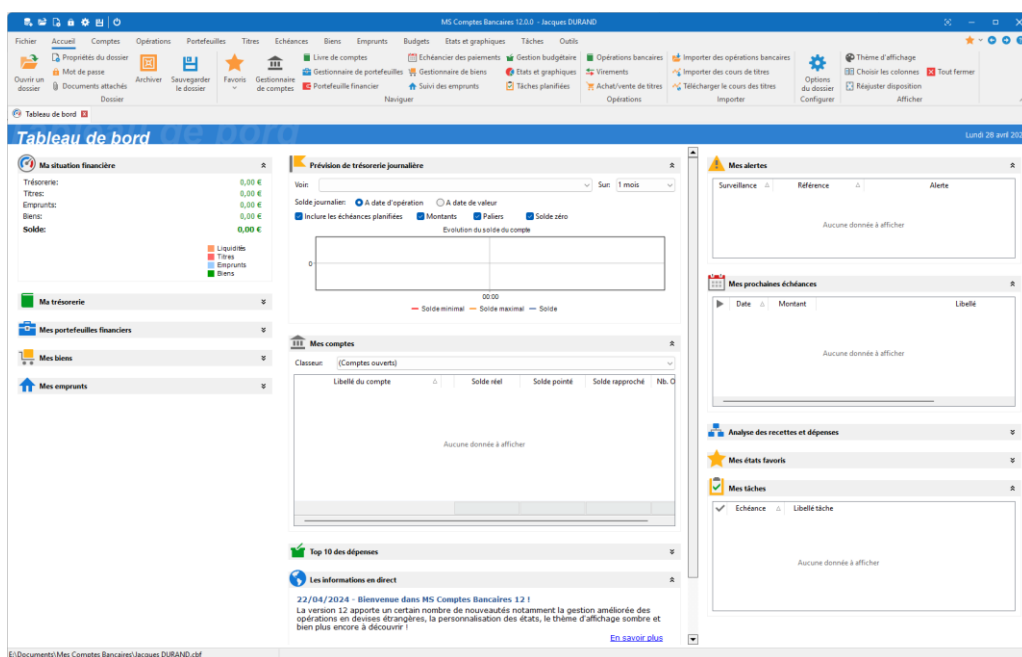 MS Comptes Bancaires 12.0.0 - Jacques DURAND
Fichier Accueil Comptes Opérations Portefeuilles Titres Echéances Biens Emprunts Budgets Etats et graphiques Tâches Outils
Ouvrir un dossier
Propriétés du dossier
Mot de passe
Documents attachés
Archiver
Sauvegarder le dossier
Dossier
Favoris
Gestionnaire de comptes
Livre de comptes
Gestionnaire de portefeuilles
Portefeuille financier
Echéancier des paiements
Gestionnaire de biens
Suivi des emprunts
Gestion budgétaire
Etats et graphiques
Tâches planifiées
Naviguer
Opérations bancaires
Virements
Achat/vente de titres
Opérations
Importer des opérations bancaires
Importer des cours de titres
Télécharger le cours des titres
Importer
Options du dossier
Configurer
Thème d'affichage
Choisir les colonnes
Réajuster disposition
Tout fermer
Afficher
Tableau de bord
Tableau de bord
Tableau de bord
Lundi 28 avril 202
Ma situation financière
Trésorerie: 0,00 €
Titres: 0,00 €
Emprunts: 0,00 €
Biens: 0,00 €
Solde: 0,00 €
Liquidités
Titres
Emprunts
Biens
Ma trésorerie
Mes portefeuilles financiers
Mes biens
Mes emprunts
Prévision de trésorerie journalière
Voir: Sur: 1 mois
Solde journalier: A date d'opération A date de valeur
Inclure les échéances planifiées Montants Paliers Solde zéro
Evolution du solde du compte
0
00:00
Solde minimal Solde maximal Solde
Mes comptes
Classeur: (Comptes ouverts)
Libellé du compte Solde réel Solde pointé Solde rapproché Nb. O
Aucune donnée à afficher
Top 10 des dépenses
Les informations en direct
22/04/2024 - Bienvenue dans MS Comptes Bancaires 12 !
La version 12 apporte un certain nombre de nouveautés notamment la gestion améliorée des
opérations en devises étrangères, la personnalisation des états, le thème d'affichage sombre et
bien plus encore à découvrir !
En savoir plus
Mes alertes
Surveillance Référence Alerte
Aucune donnée à afficher
Mes prochaines échéances
Date Montant Libellé
Aucune donnée à afficher
Analyse des recettes et dépenses
Mes états favoris
Mes tâches
Echéance Libellé tâche
Aucune donnée à afficher
E:\Documents\Mes Comptes Bancaires\Jacques DURAND.cbf